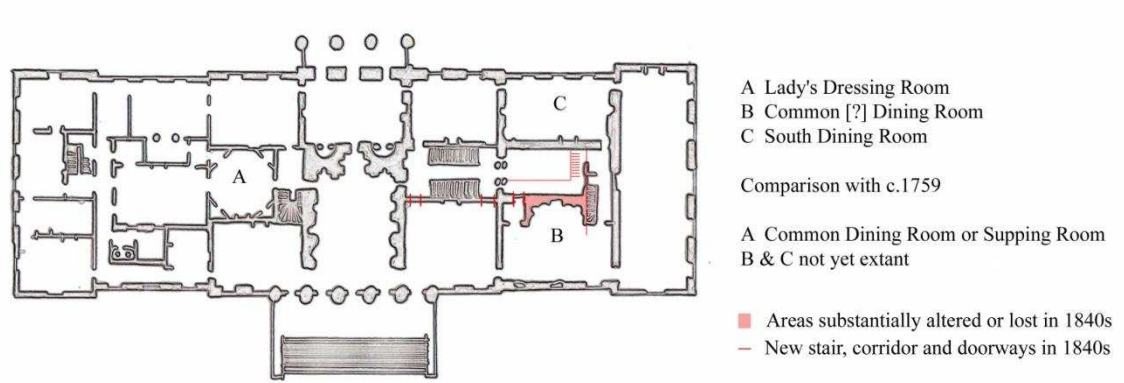 C
A
B
A Lady's Dressing Room
B Common [?] Dining Room
C South Dining Room
Comparison with c.1759
A Common Dining Room or Supping Room
B & C not yet extant
Areas substantially altered or lost in 1840s
New stair, corridor and doorways in 1840s